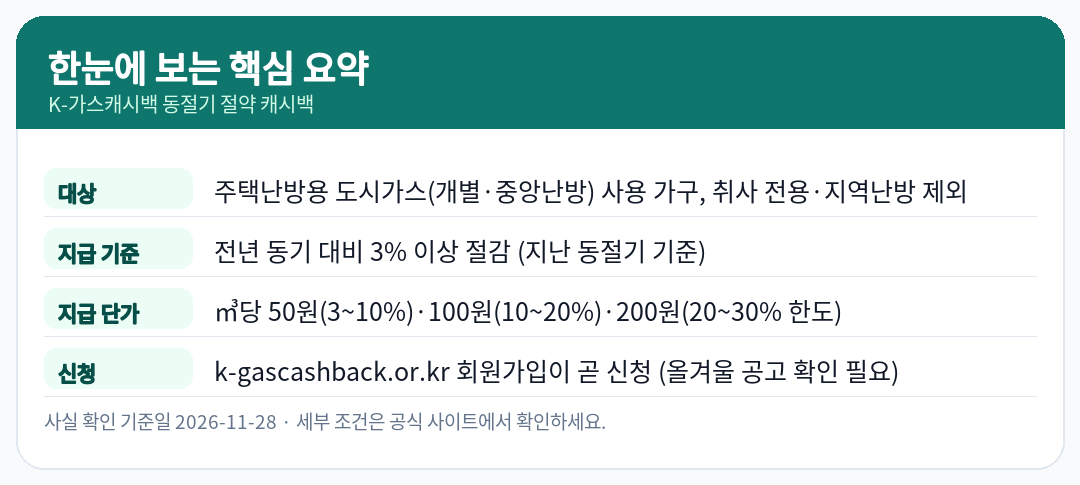 한눈에 보는 핵심 요약
K-가스캐시백 동절기 절약 캐시백
대상 주택난방용 도시가스(개별·중앙난방) 사용 가구, 취사 전용·지역난방 제외
지급 기준 전년 동기 대비 3% 이상 절감 (지난 동절기 기준)
지급 단가 ㎥당 50원(3~10%)·100원(10~20%)·200원(20~30% 한도)
신청 k-gascashback.or.kr 회원가입이 곧 신청 (올겨울 공고 확인 필요)
사실 확인 기준일 2026-11-28 · 세부 조건은 공식 사이트에서 확인하세요.